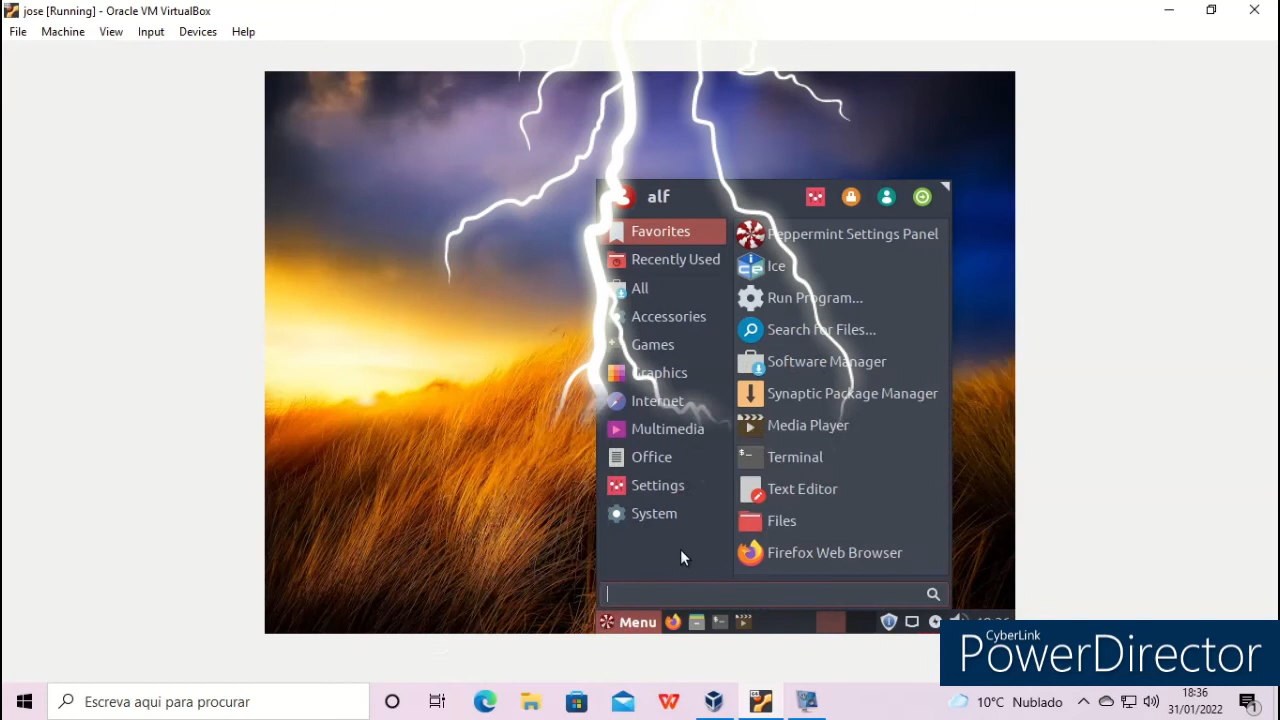 jose [Running] - Oracle VM VirtualBox
File Machine View Input Devices Help
alf
Favorites
Recently Used
All
Accessories
Games
Graphics
Internet
Multimedia
Office
Settings
System
Peppermint Settings Panel
Ice
Run Program...
Search for Files...
Software Manager
Synaptic Package Manager
Media Player
Terminal
Text Editor
Files
Firefox Web Browser
Menu
CyberLink
PowerDirector
Escreva aqui para procurar
10°C Nublado
18:36
31/01/2022
1